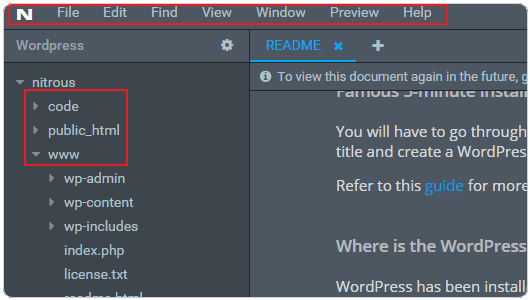 N File Edit Find View Window Preview Help
Wordpress
README × +
nitrous
To view this document again in the future, g
code
Famous 5-minute install
public_html
You will have to go through
www
title and create a WordPress
wp-admin
Refer to this guide for more
wp-content
wp-includes
Where is the WordPress
index.php
license.txt
WordPress has been install
readme.html